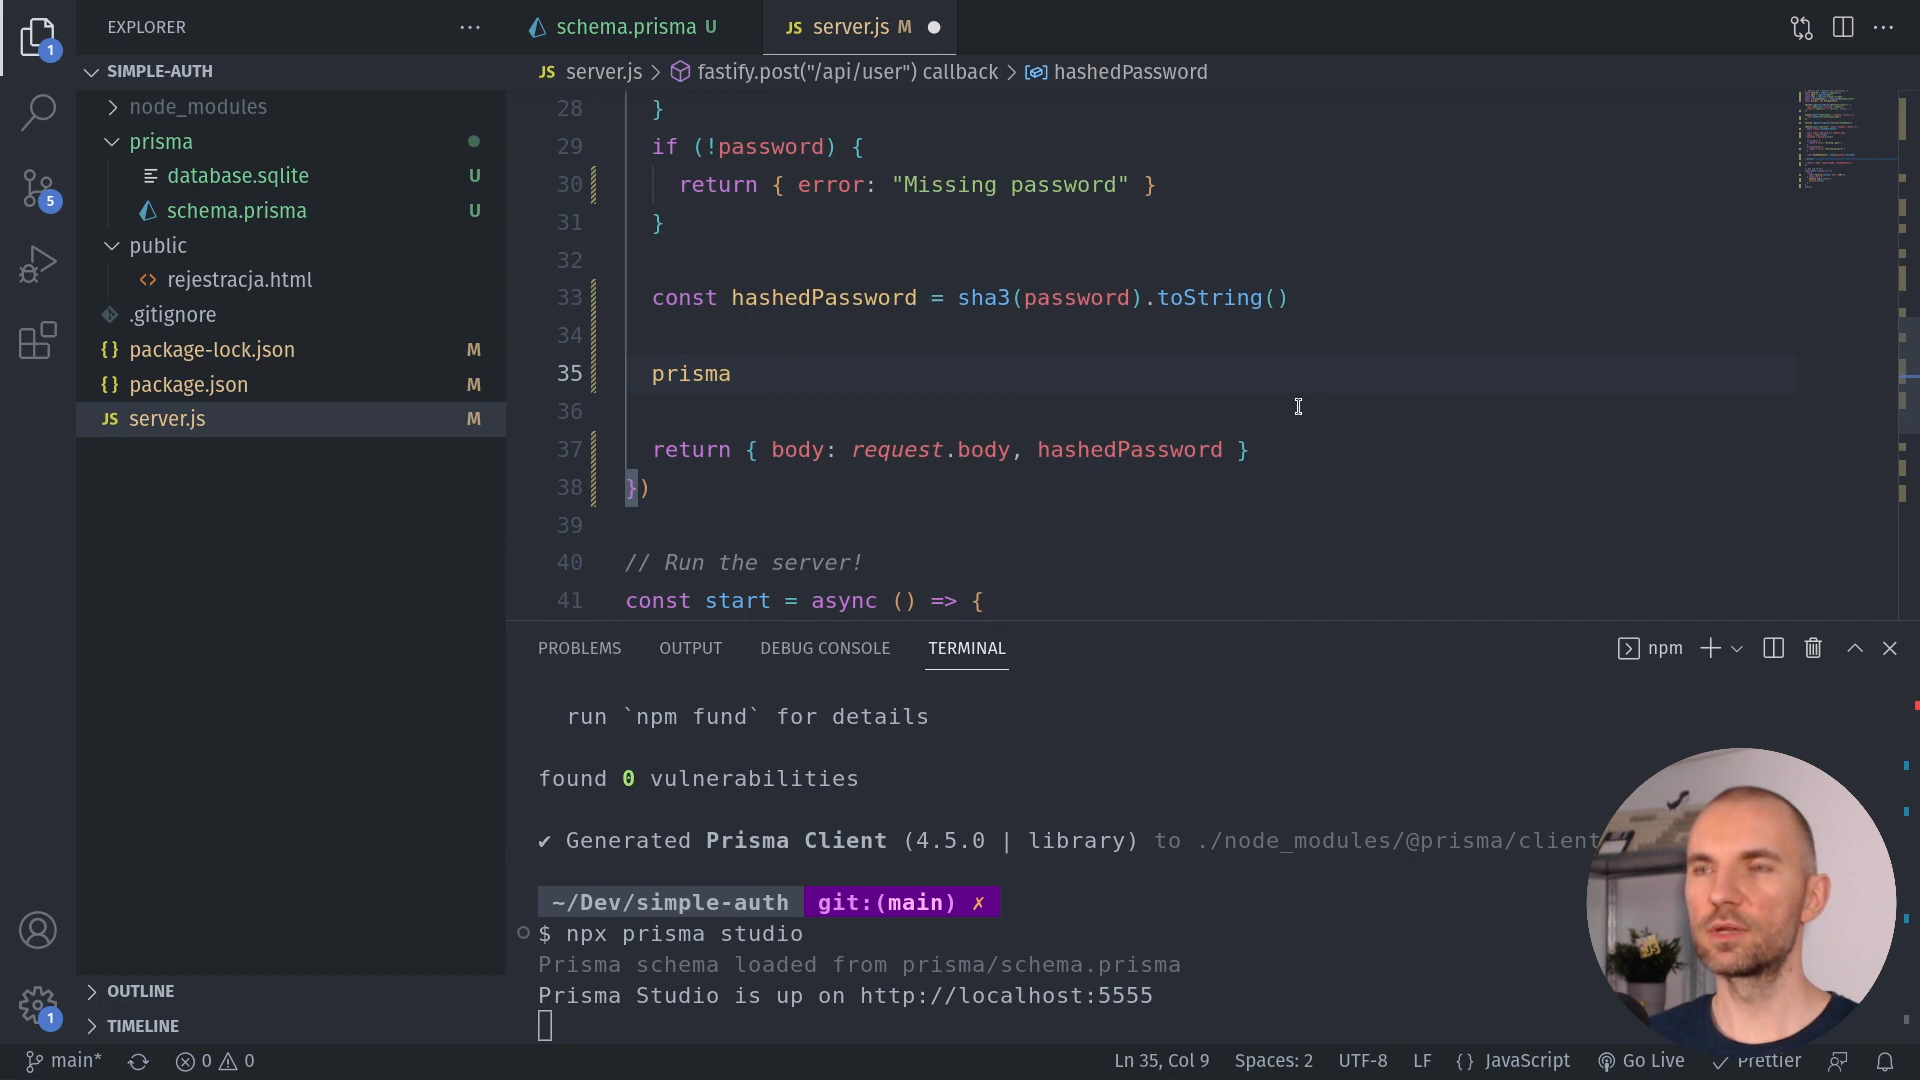 1
EXPLORER
schema.prisma U
JS server.js M
SIMPLE-AUTH
JS server.js > fastify.post("/api/user") callback > hashedPassword
node_modules
prisma
database.sqlite U
schema.prisma U
public
rejestracja.html
.gitignore
{} package-lock.json M
{} package.json M
JS server.js M
5
28 }
29 if (!password) {
30 return { error: "Missing password" }
31 }
32
33 const hashedPassword = sha3(password).toString()
34
35 prisma
36
37 return { body: request.body, hashedPassword }
38 })
39
40 // Run the server!
41 const start = async () => {
PROBLEMS OUTPUT DEBUG CONSOLE TERMINAL
npm
run `npm fund` for details
found 0 vulnerabilities
✔ Generated Prisma Client (4.5.0 | library) to ./node_modules/@prisma/client
~/Dev/simple-auth git:(main) ✗
$ npx prisma studio
Prisma schema loaded from prisma/schema.prisma
Prisma Studio is up on http://localhost:5555
OUTLINE
TIMELINE
1
main* 0 0
Ln 35, Col 9 Spaces: 2 UTF-8 LF {} JavaScript Go Live Prettier